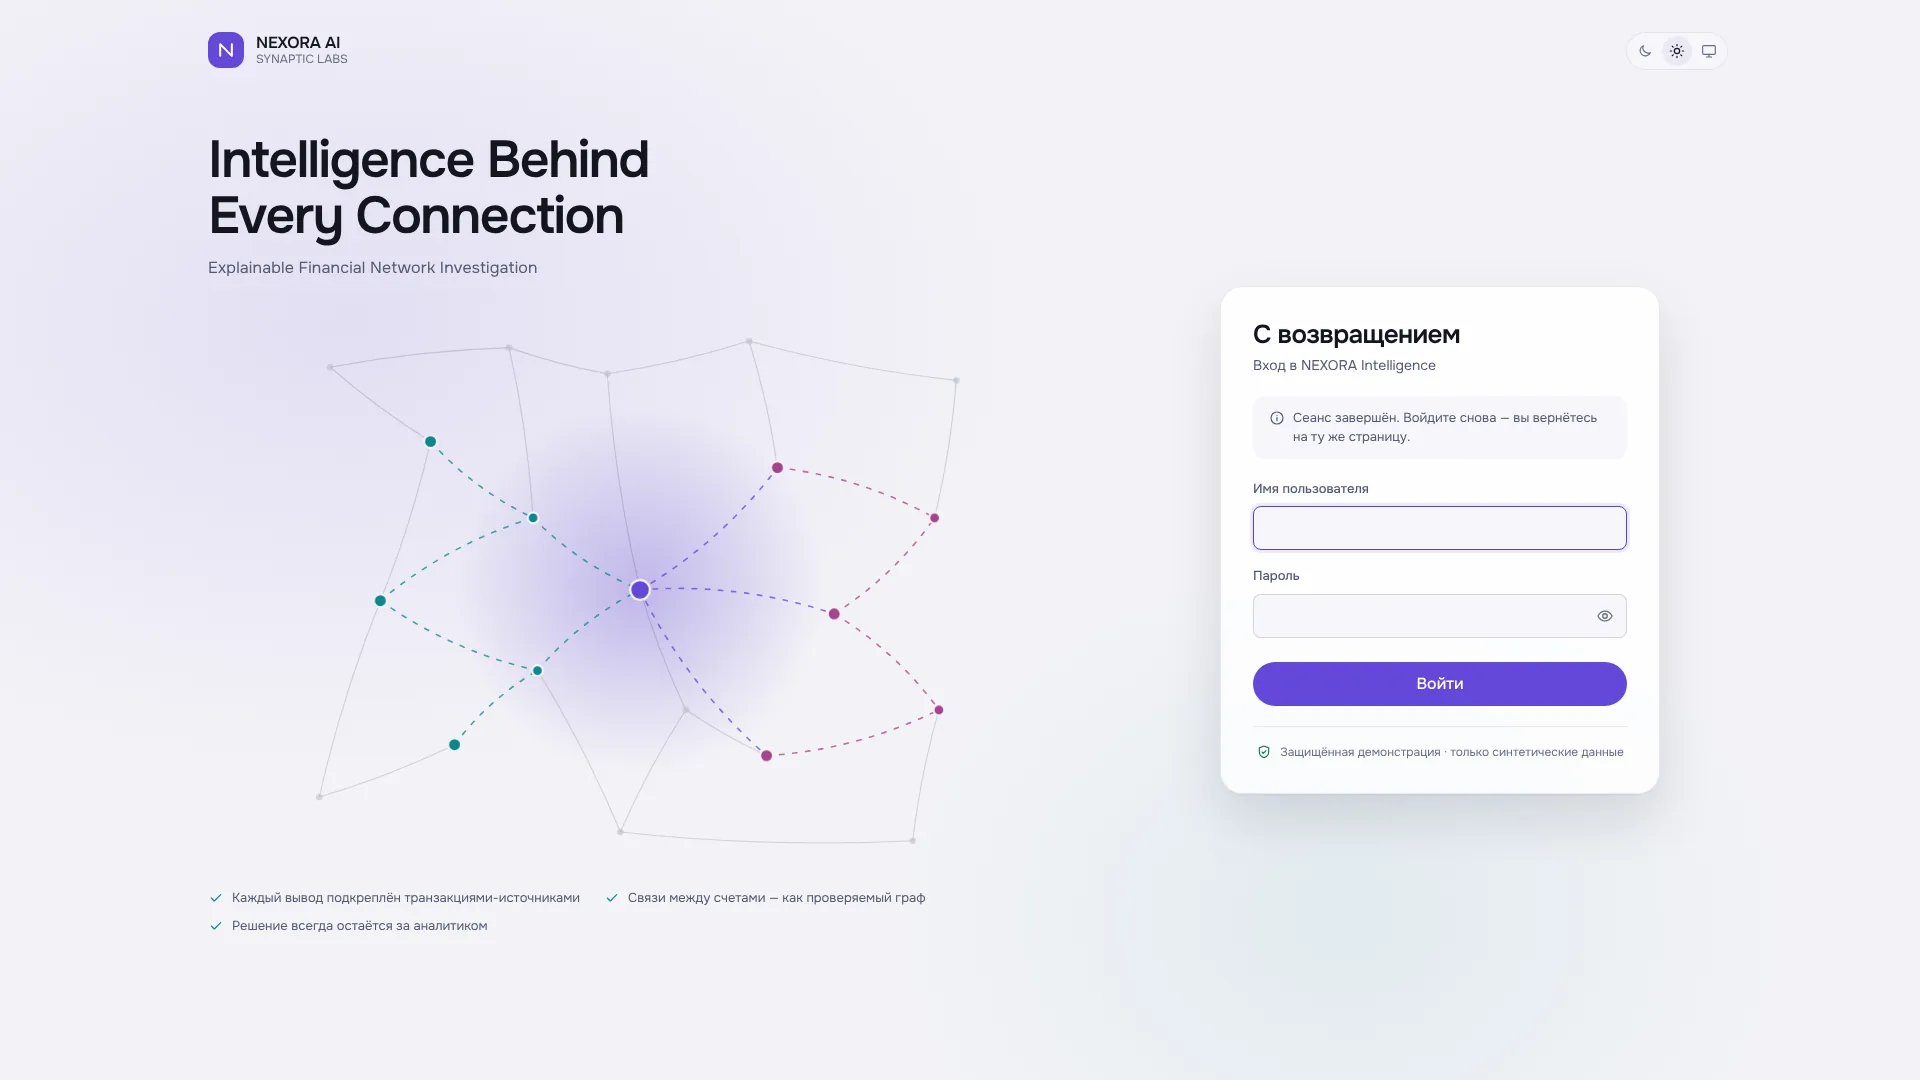 NEXORA AI
SYNAPTIC LABS
Intelligence Behind
Every Connection
Explainable Financial Network Investigation
С возвращением
Вход в NEXORA Intelligence
Сеанс завершён. Войдите снова — вы вернётесь
на ту же страницу.
Имя пользователя
Пароль
Войти
Защищённая демонстрация · только синтетические данные
Каждый вывод подкреплён транзакциями-источниками
Связи между счетами — как проверяемый граф
Решение всегда остаётся за аналитиком